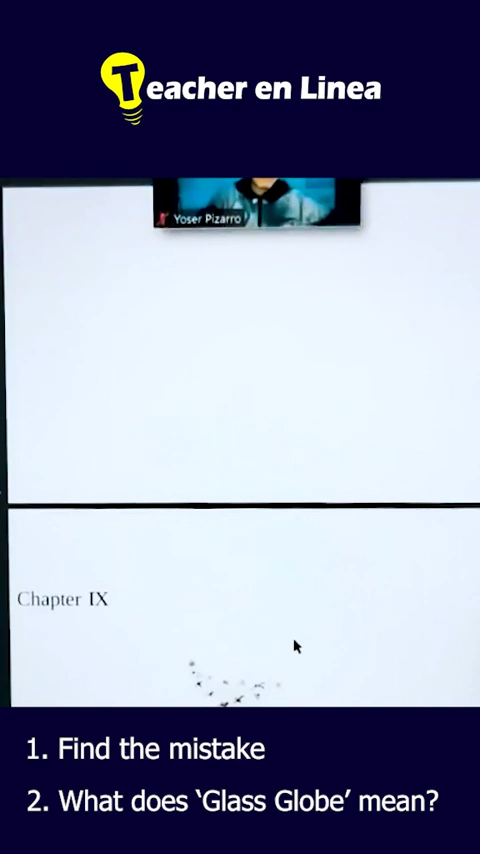 Teacher en Linea
Yoser Pizarro
Chapter IX
1. Find the mistake
2. What does ‘Glass Globe’ mean?